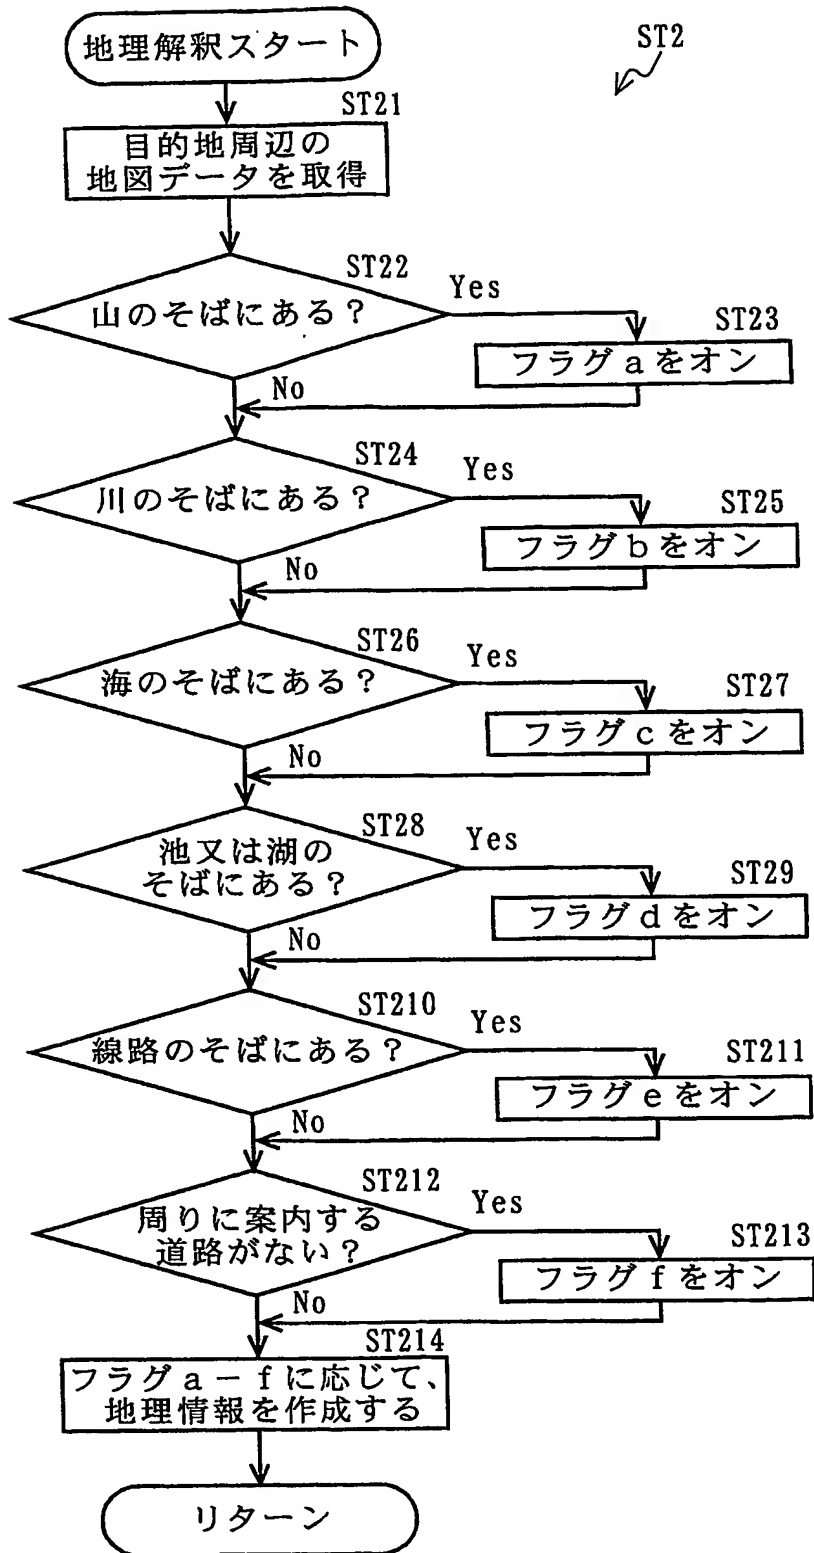 地理解釈スタート
ST2
ST21
目的地周辺の
地図データを取得
ST22
山のそばにある?
Yes
ST23
フラグaをオン
No
ST24
川のそばにある?
Yes
ST25
フラグbをオン
No
ST26
海のそばにある?
Yes
ST27
フラグcをオン
No
ST28
池又は湖の
そばにある?
Yes
ST29
フラグdをオン
No
ST210
線路のそばにある?
Yes
ST211
フラグeをオン
No
ST212
周りに案内する
道路がない?
Yes
ST213
フラグfをオン
No
ST214
フラグa-fに応じて、
地理情報を作成する
リターン